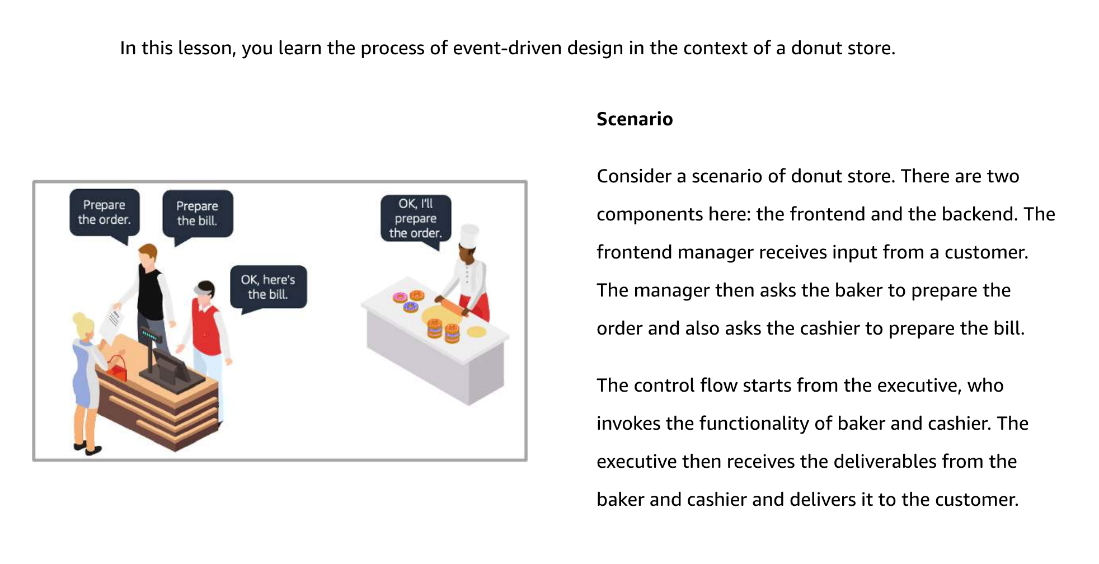 In this lesson, you learn the process of event-driven design in the context of a donut store.
Prepare
the order.
Prepare
the bill.
OK, here's
the bill.
OK, I'll
prepare
the order.
Scenario
Consider a scenario of donut store. There are two
components here: the frontend and the backend. The
frontend manager receives input from a customer.
The manager then asks the baker to prepare the
order and also asks the cashier to prepare the bill.
The control flow starts from the executive, who
invokes the functionality of baker and cashier. The
executive then receives the deliverables from the
baker and cashier and delivers it to the customer.